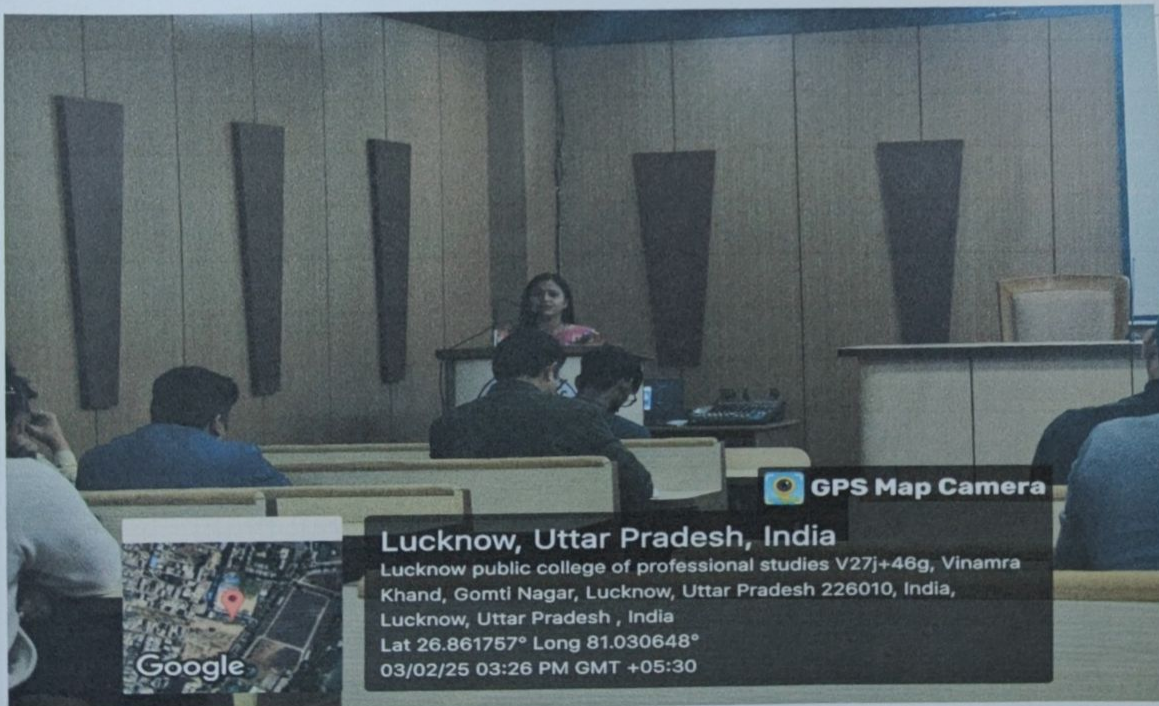 GPS Map Camera
Lucknow, Uttar Pradesh, India
Lucknow public college of professional studies V27j+46g, Vinamra
Khand, Gomti Nagar, Lucknow, Uttar Pradesh 226010, India,
Lucknow, Uttar Pradesh , India
Lat 26.861757° Long 81.030648°
03/02/25 03:26 PM GMT +05:30
Google